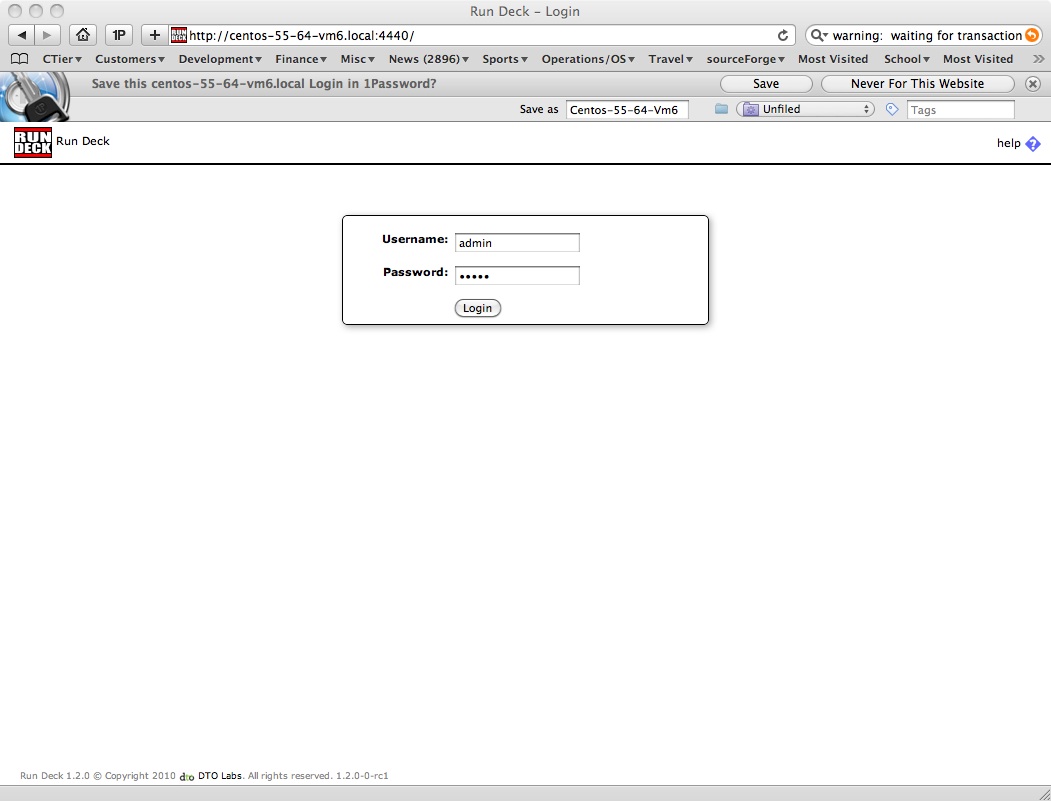 Run Deck – Login
1P
+
http://centos-55-64-vm6.local:4440/
warning:  waiting for transaction
CTier Customers Development Finance Misc News (2896) Sports Operations/OS Travel sourceForge Most Visited School Most Visited »
Save this centos-55-64-vm6.local Login in 1Password?
Save
Never For This Website
Save as
Centos-55-64-Vm6
Unfiled
Tags
RUN
DECK
Run Deck
help ?
Username: admin
Password: •••••
Login
Run Deck 1.2.0 © Copyright 2010 dto DTO Labs. All rights reserved. 1.2.0-0-rc1